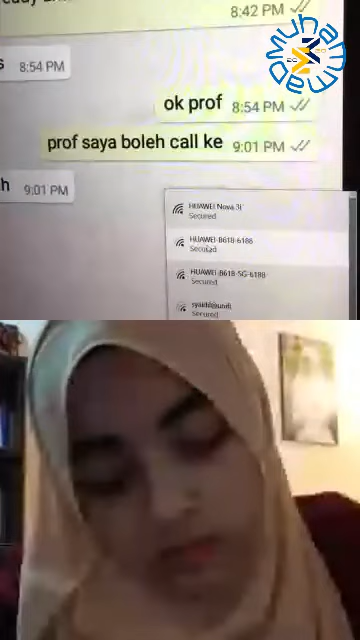 8:42 PM
muhammad
s 8:54 PM
ok prof 8:54 PM
prof saya boleh call ke 9:01 PM
h 9:01 PM
HUAWEI Nova 3i
Secured
HUAWEI-B618-6188
Secured
HUAWEI-B618-5G-6188
Secured
Secured